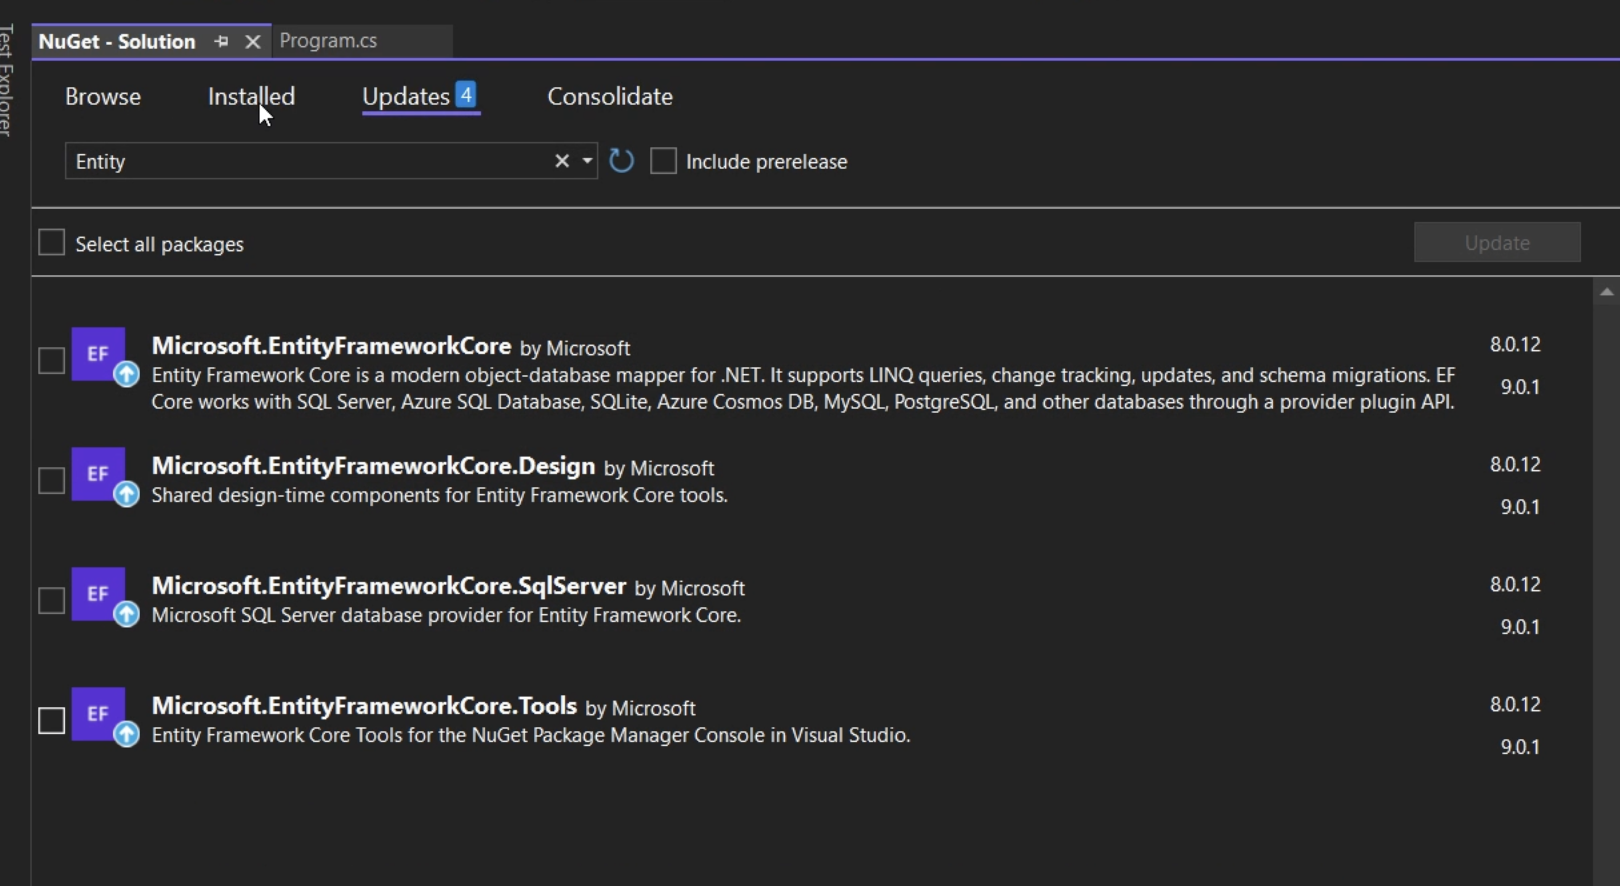 Test Explorer
NuGet - Solution
Program.cs
Browse
Installed
Updates 4
Consolidate
Entity
Include prerelease
Select all packages
Update
EF
Microsoft.EntityFrameworkCore by Microsoft
8.0.12
Entity Framework Core is a modern object-database mapper for .NET. It supports LINQ queries, change tracking, updates, and schema migrations. EF
Core works with SQL Server, Azure SQL Database, SQLite, Azure Cosmos DB, MySQL, PostgreSQL, and other databases through a provider plugin API.
9.0.1
EF
Microsoft.EntityFrameworkCore.Design by Microsoft
8.0.12
Shared design-time components for Entity Framework Core tools.
9.0.1
EF
Microsoft.EntityFrameworkCore.SqlServer by Microsoft
8.0.12
Microsoft SQL Server database provider for Entity Framework Core.
9.0.1
EF
Microsoft.EntityFrameworkCore.Tools by Microsoft
8.0.12
Entity Framework Core Tools for the NuGet Package Manager Console in Visual Studio.
9.0.1